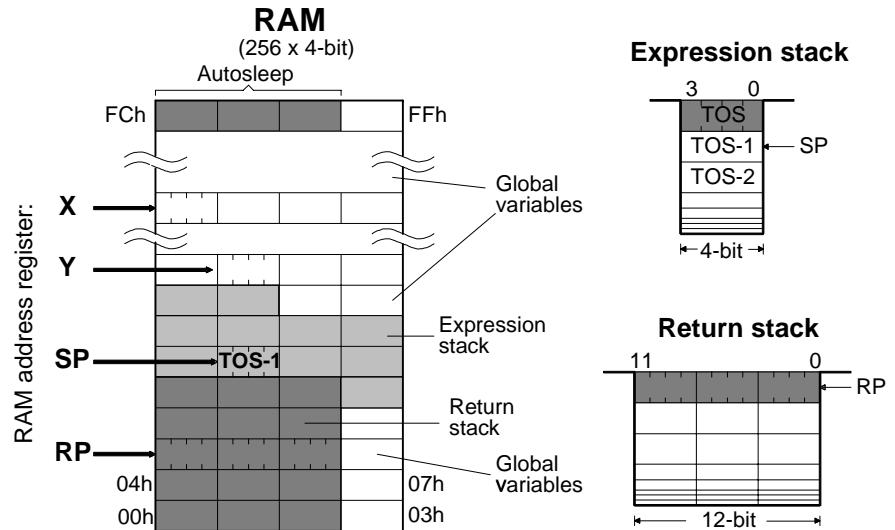 RAM
(256 x 4-bit)
Autosleep
FCh
FFh
RAM address register:
X
Y
SP
TOS-1
RP
04h
00h
07h
03h
Global
variables
Expression
stack
Return
stack
Global
variables
Expression stack
3 0
TOS
TOS-1
SP
TOS-2
4-bit
Return stack
11 0
RP
12-bit